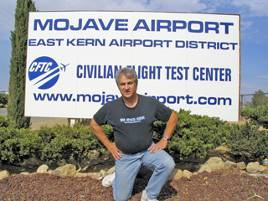 MOJAVE AIRPORT
EAST KERN AIRPORT DISTRICT
CFTC
CIVILIAN FLIGHT TEST CENTER
www.mojaveairport.com